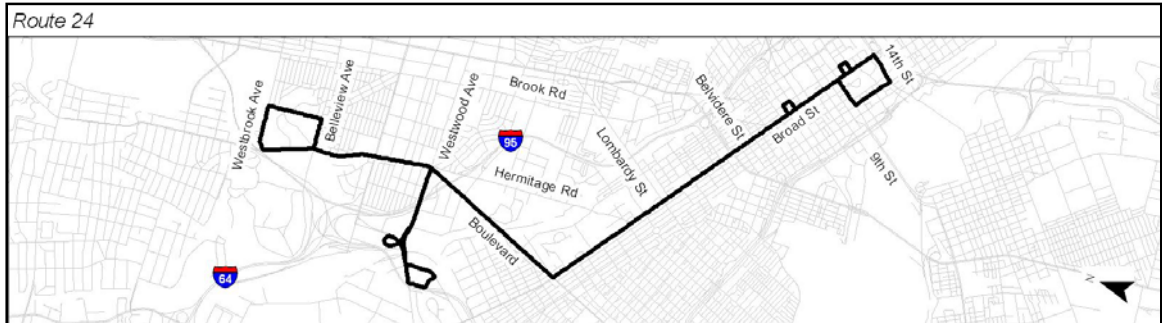 Route 24
14th St
Westbrook Ave
Belleview Ave
Westwood Ave
Brook Rd
Belvidere St
Broad St
95
Lombardy St
Hermitage Rd
9th St
Boulevard
64
N